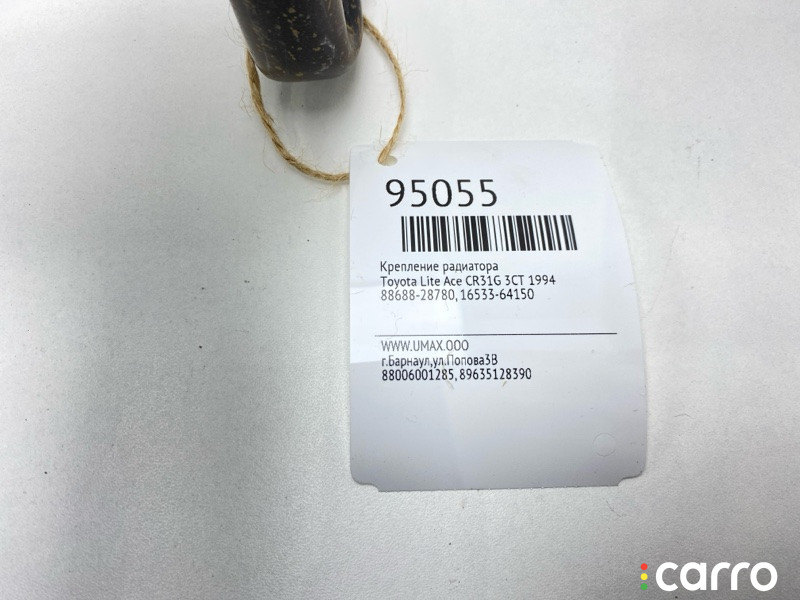 95055
Крепление радиатора
Toyota Lite Ace CR31G 3CT 1994
88688-28780, 16533-64150
WWW.UMAX.OOO
г.Барнаул,ул.Попова3В
88006001285, 89635128390
carro